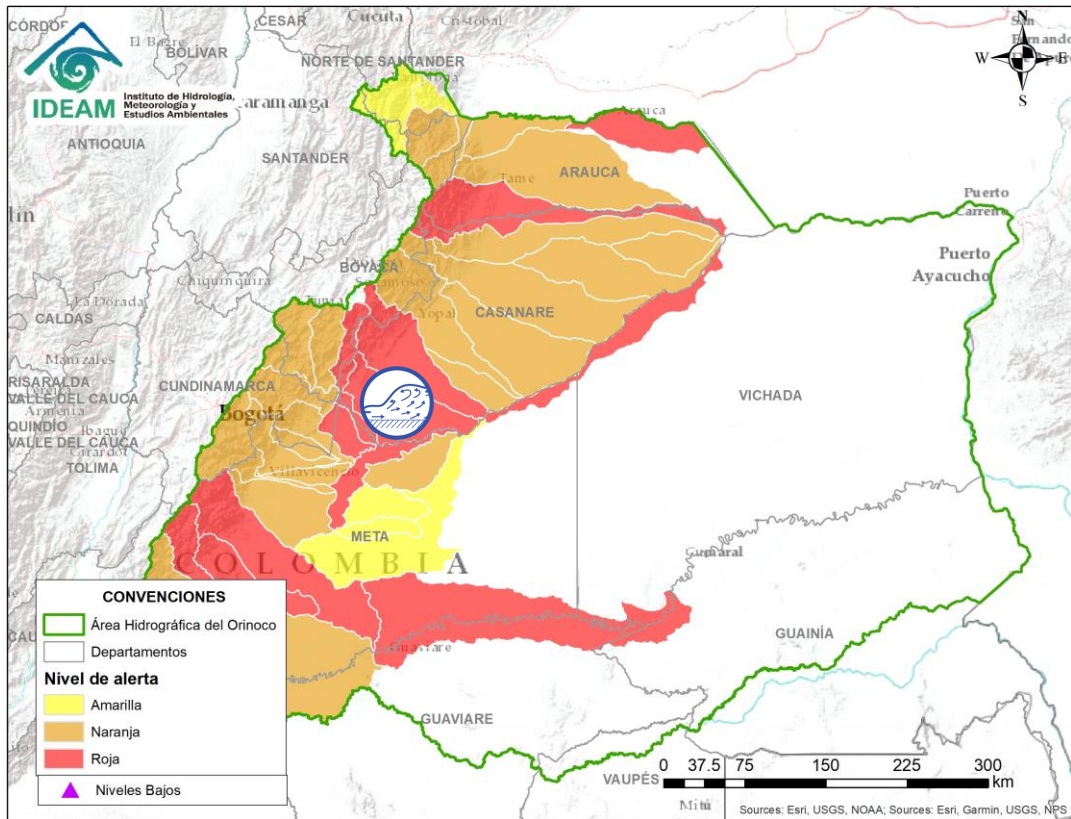 IDEAM
Instituto de Hidrología,
Meteorología y
Estudios Ambientales
CESAR
Cucuta
Cristobal
El Bagre
BOLÍVAR
NORTE DE SANTANDER
ANTIOQUIA
SANTANDER
N
W
E
S
Arauca
Tame
ARAUCA
Puerto
Carreño
Puerto
Ayacucho
BOYACÁ
Chiquinquira
Yopal
CASANARE
La Dorada
CALDAS
Manizales
RISARALDA
VALLE DEL CAUCA
Armenia
CUNDINAMARCA
Bogotá
QUINDÍO
Ibague
VALLE DEL CAUCA
Girardot
TOLIMA
VICHADA
Villavicencio
META
COLOMBIA
GUAINÍA
GUAVIARE
VAUPÉS
Mitú
CONVENCIONES
Área Hidrográfica del Orinoco
Departamentos
Nivel de alerta
Amarilla
Naranja
Roja
Niveles Bajos
0 37.5 75 150 225 300
km
Sources: Esri, USGS, NOAA; Sources: Esri, Garmin, USGS, NPS